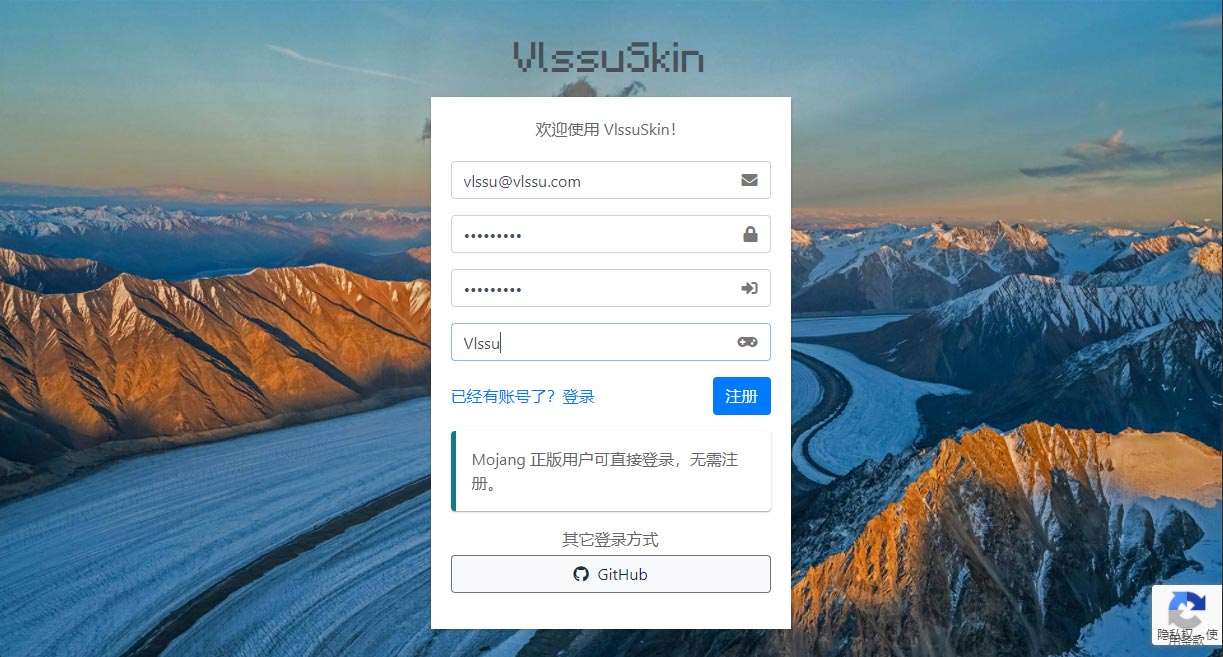 VlssuSkin
欢迎使用 VlssuSkin！
vlssu@vlssu.com
•••••••••
•••••••••
Vlssu
已经有账号了？登录
注册
Mojang 正版用户可直接登录，无需注
册。
其它登录方式
GitHub
隐私权 - 使
用条款